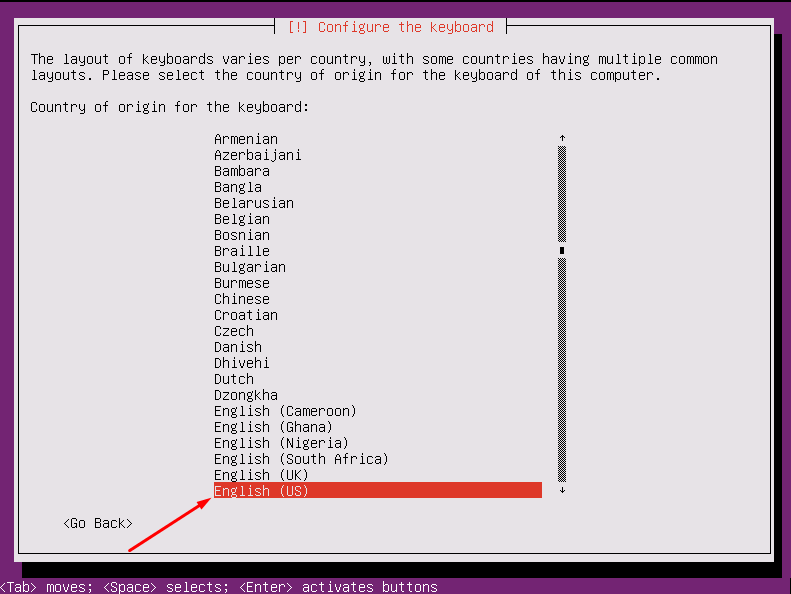 [!] Configure the keyboard
The layout of keyboards varies per country, with some countries having multiple common
layouts. Please select the country of origin for the keyboard of this computer.
Country of origin for the keyboard:
Armenian
Azerbaijani
Bambara
Bangla
Belarusian
Belgian
Bosnian
Braille
Bulgarian
Burmese
Chinese
Croatian
Czech
Danish
Dhivehi
Dutch
Dzongkha
English (Cameroon)
English (Ghana)
English (Nigeria)
English (South Africa)
English (UK)
English (US)
<Go Back>
<Tab> moves; <Space> selects; <Enter> activates buttons